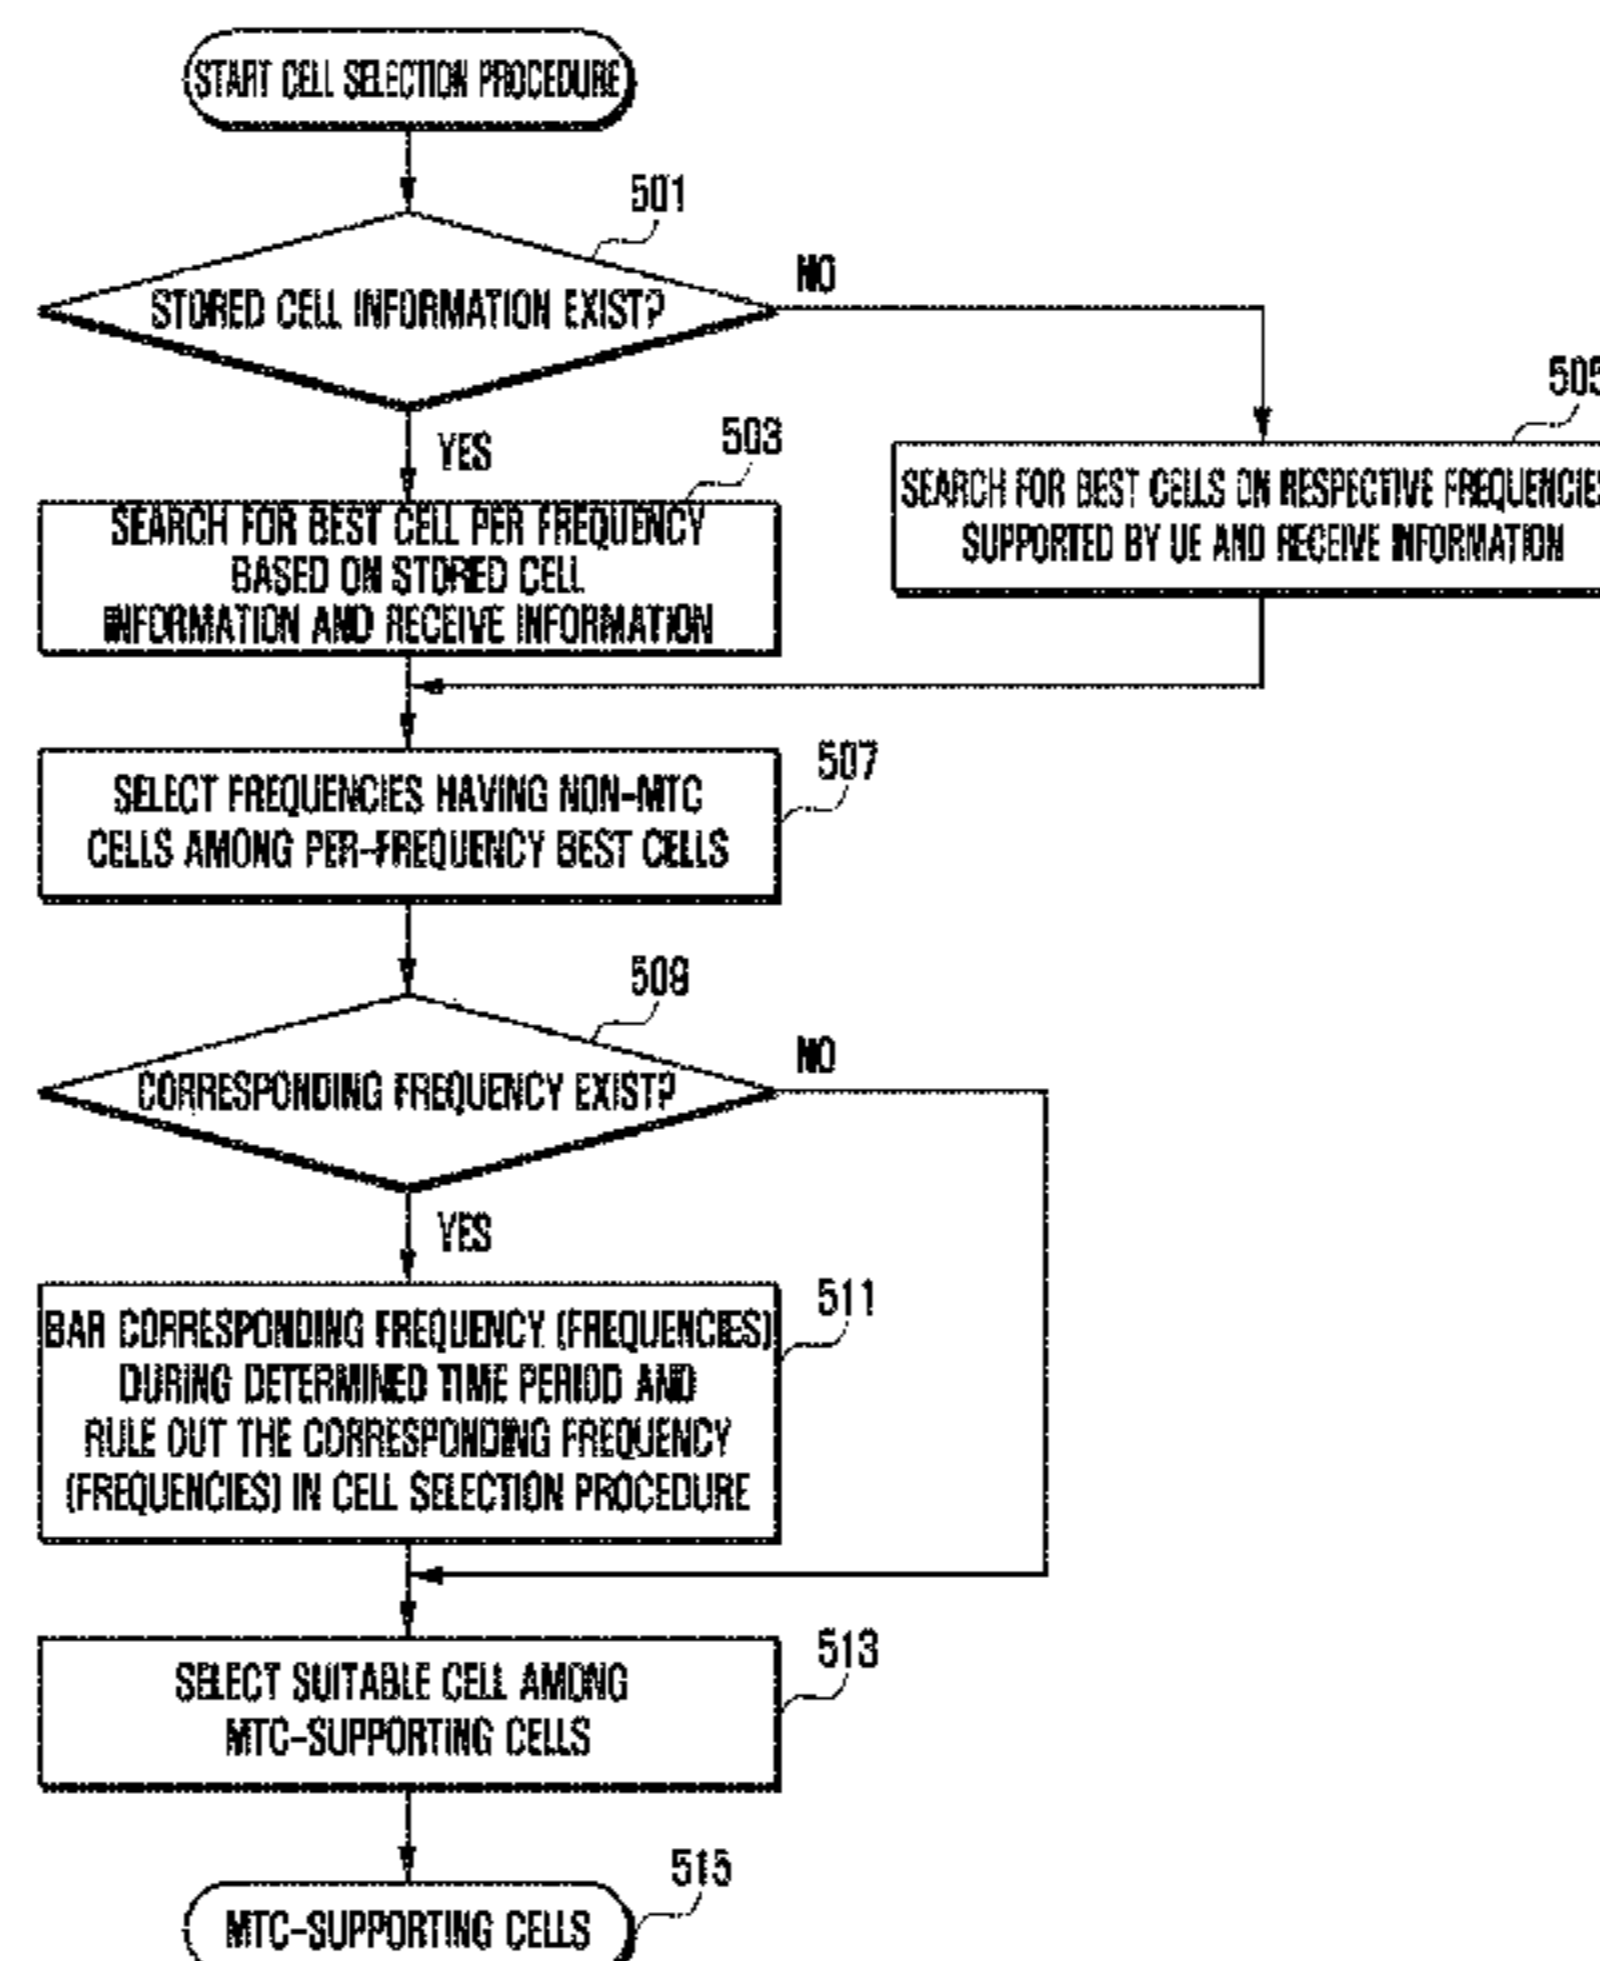 START CELL SELECTION PROCEDURE
501
STORED CELL INFORMATION EXIST?
NO
YES
503
SEARCH FOR BEST CELL PER FREQUENCY
BASED ON STORED CELL
INFORMATION AND RECEIVE INFORMATION
505
SEARCH FOR BEST CELLS ON RESPECTIVE FREQUENCIES
SUPPORTED BY UE AND RECEIVE INFORMATION
507
SELECT FREQUENCIES HAVING NON-MTC
CELLS AMONG PER-FREQUENCY BEST CELLS
509
CORRESPONDING FREQUENCY EXIST?
NO
YES
511
BAR CORRESPONDING FREQUENCY (FREQUENCIES)
DURING DETERMINED TIME PERIOD AND
RULE OUT THE CORRESPONDING FREQUENCY
(FREQUENCIES) IN CELL SELECTION PROCEDURE
513
SELECT SUITABLE CELL AMONG
MTC-SUPPORTING CELLS
515
MTC-SUPPORTING CELLS